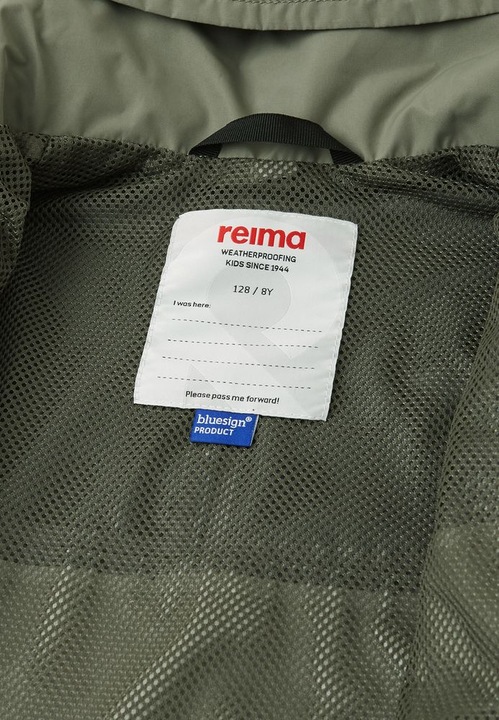 reima
WEATHERPROOFING
KIDS SINCE 1944
128 / 8Y
I was here:
Please pass me forward!
bluesign®
PRODUCT